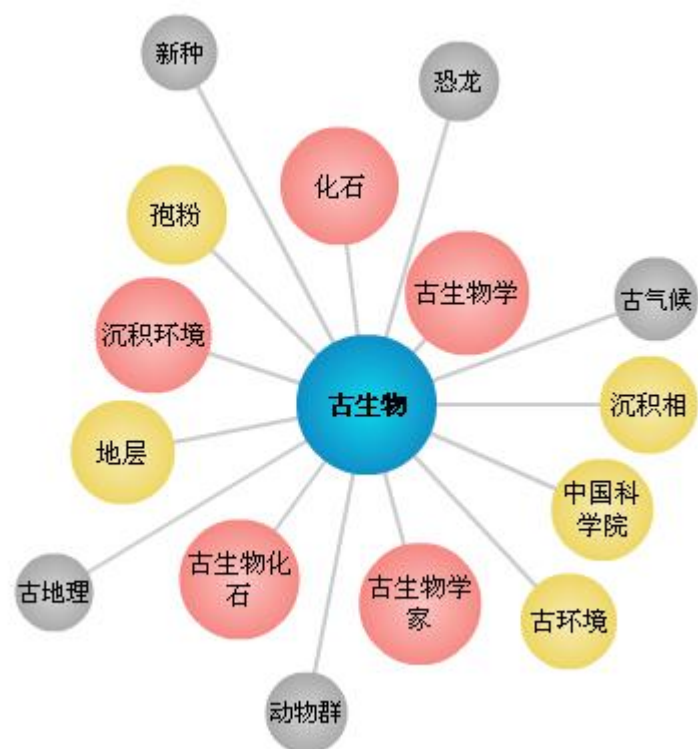 新种
恐龙
化石
孢粉
古生物学
古气候
沉积环境
古生物
沉积相
地层
中国科
学院
古生物化
石
古生物学
家
古地理
古环境
动物群